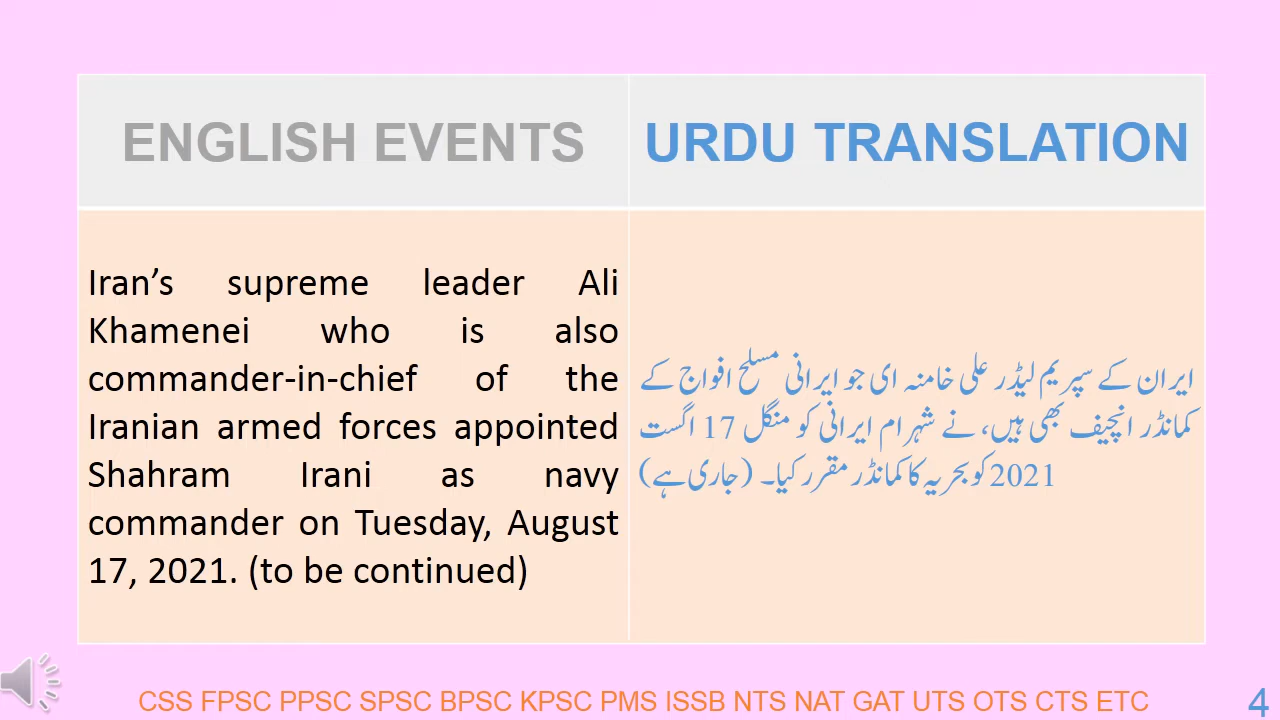 ENGLISH EVENTS
URDU TRANSLATION
Iran’s supreme leader Ali
Khamenei who is also
commander-in-chief of the
Iranian armed forces appointed
Shahram Irani as navy
commander on Tuesday, August
17, 2021. (to be continued)
ایران کے سپریم لیڈر علی خامنہ ای جو ایرانی مسلح افواج کے
کمانڈر انچیف بھی ہیں، نے شہرام ایرانی کو منگل 17 اگست
2021 کو بحریہ کا کمانڈر مقرر کیا۔ (جاری ہے)
CSS FPSC PPSC SPSC BPSC KPSC PMS ISSB NTS NAT GAT UTS OTS CTS ETC
4